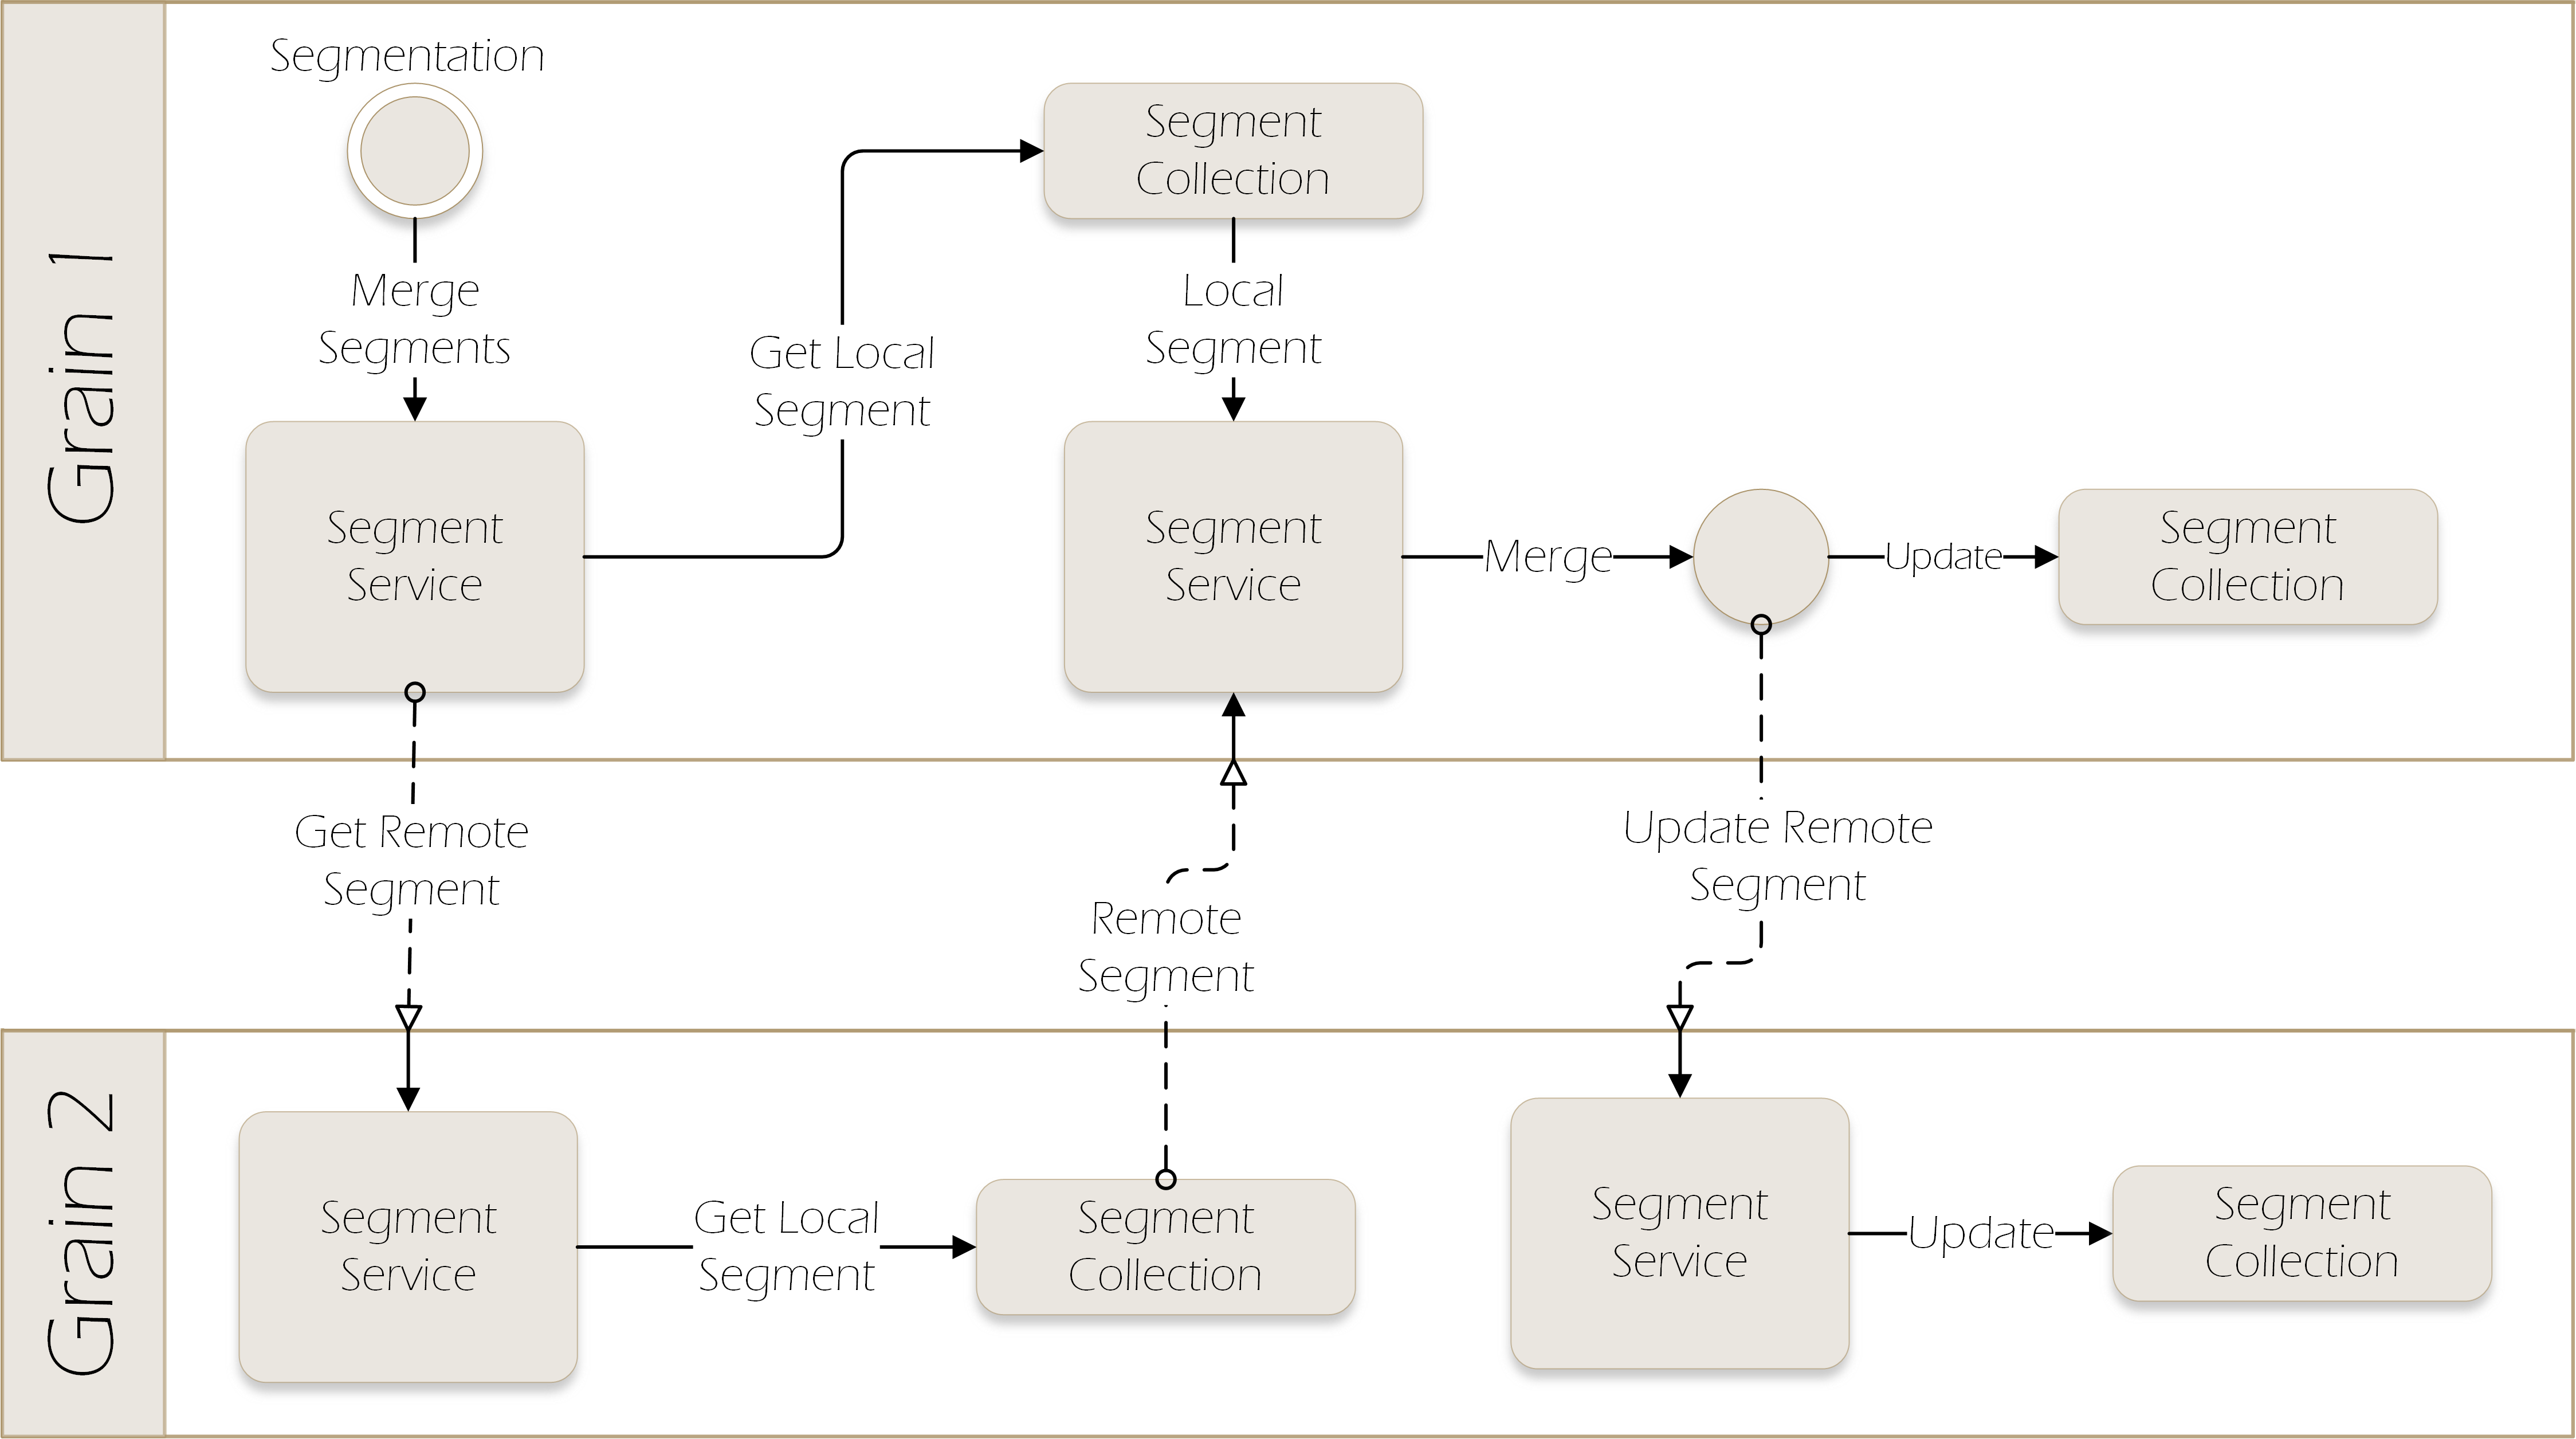 Grain 1
Segmentation
Merge
Segments
Segment
Service
Get Local
Segment
Segment
Collection
Local
Segment
Segment
Service
Merge
Update
Segment
Collection
Get Remote
Segment
Remote
Segment
Update Remote
Segment
Grain 2
Segment
Service
Get Local
Segment
Segment
Collection
Segment
Service
Update
Segment
Collection